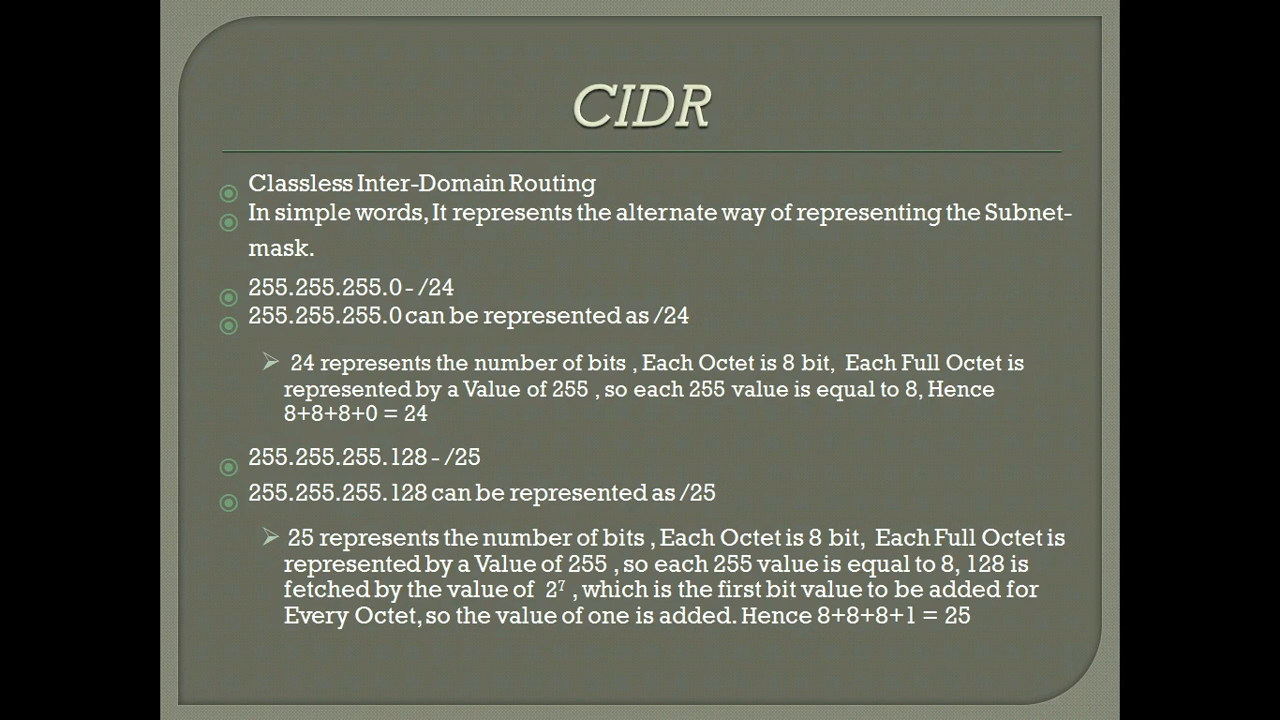 CIDR
Classless Inter-Domain Routing
In simple words, It represents the alternate way of representing the Subnet-
mask.
255.255.255.0 - /24
255.255.255.0 can be represented as /24
24 represents the number of bits , Each Octet is 8 bit, Each Full Octet is
represented by a Value of 255 , so each 255 value is equal to 8, Hence
8+8+8+0 = 24
255.255.255.128 - /25
255.255.255.128 can be represented as /25
25 represents the number of bits , Each Octet is 8 bit, Each Full Octet is
represented by a Value of 255 , so each 255 value is equal to 8, 128 is
fetched by the value of 2⁷ , which is the first bit value to be added for
Every Octet, so the value of one is added. Hence 8+8+8+1 = 25